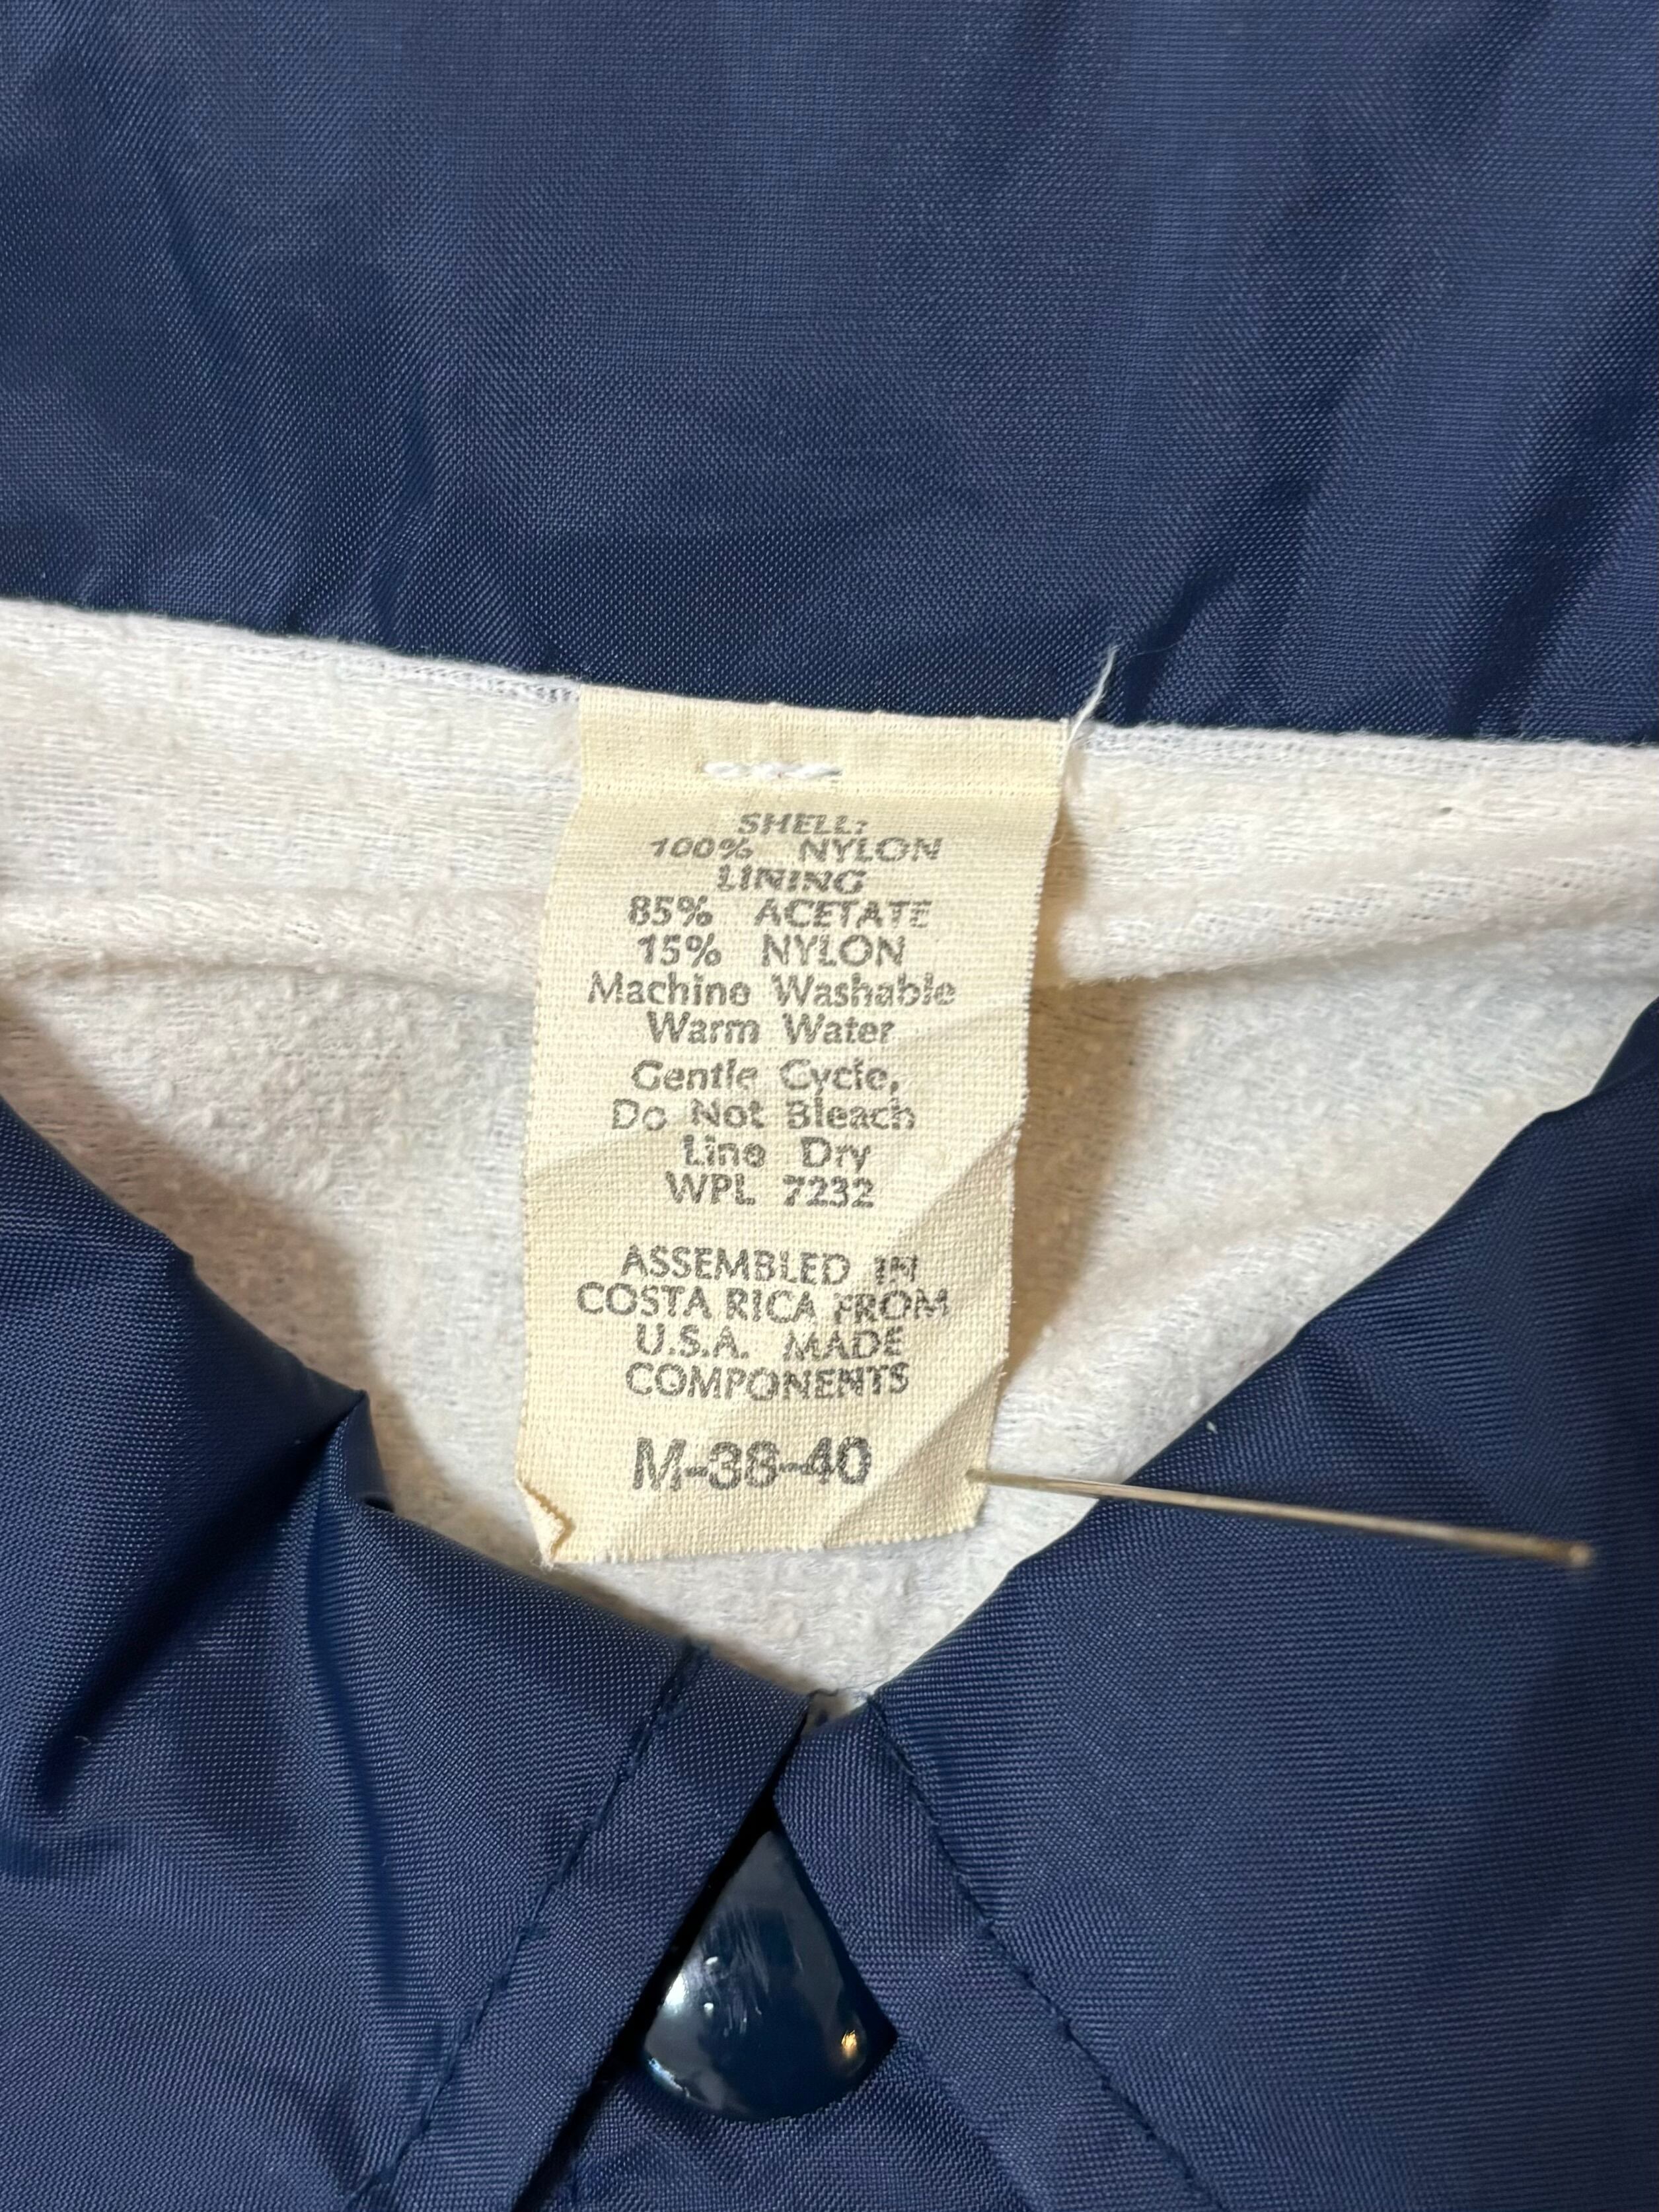 SHELL:
100% NYLON
LINING
85% ACETATE
15% NYLON
Machine Washable
Warm Water
Gentle Cycle,
Do Not Bleach
Line Dry
WPL 7232
ASSEMBLED IN
COSTA RICA FROM
U.S.A. MADE
COMPONENTS
M-38-40